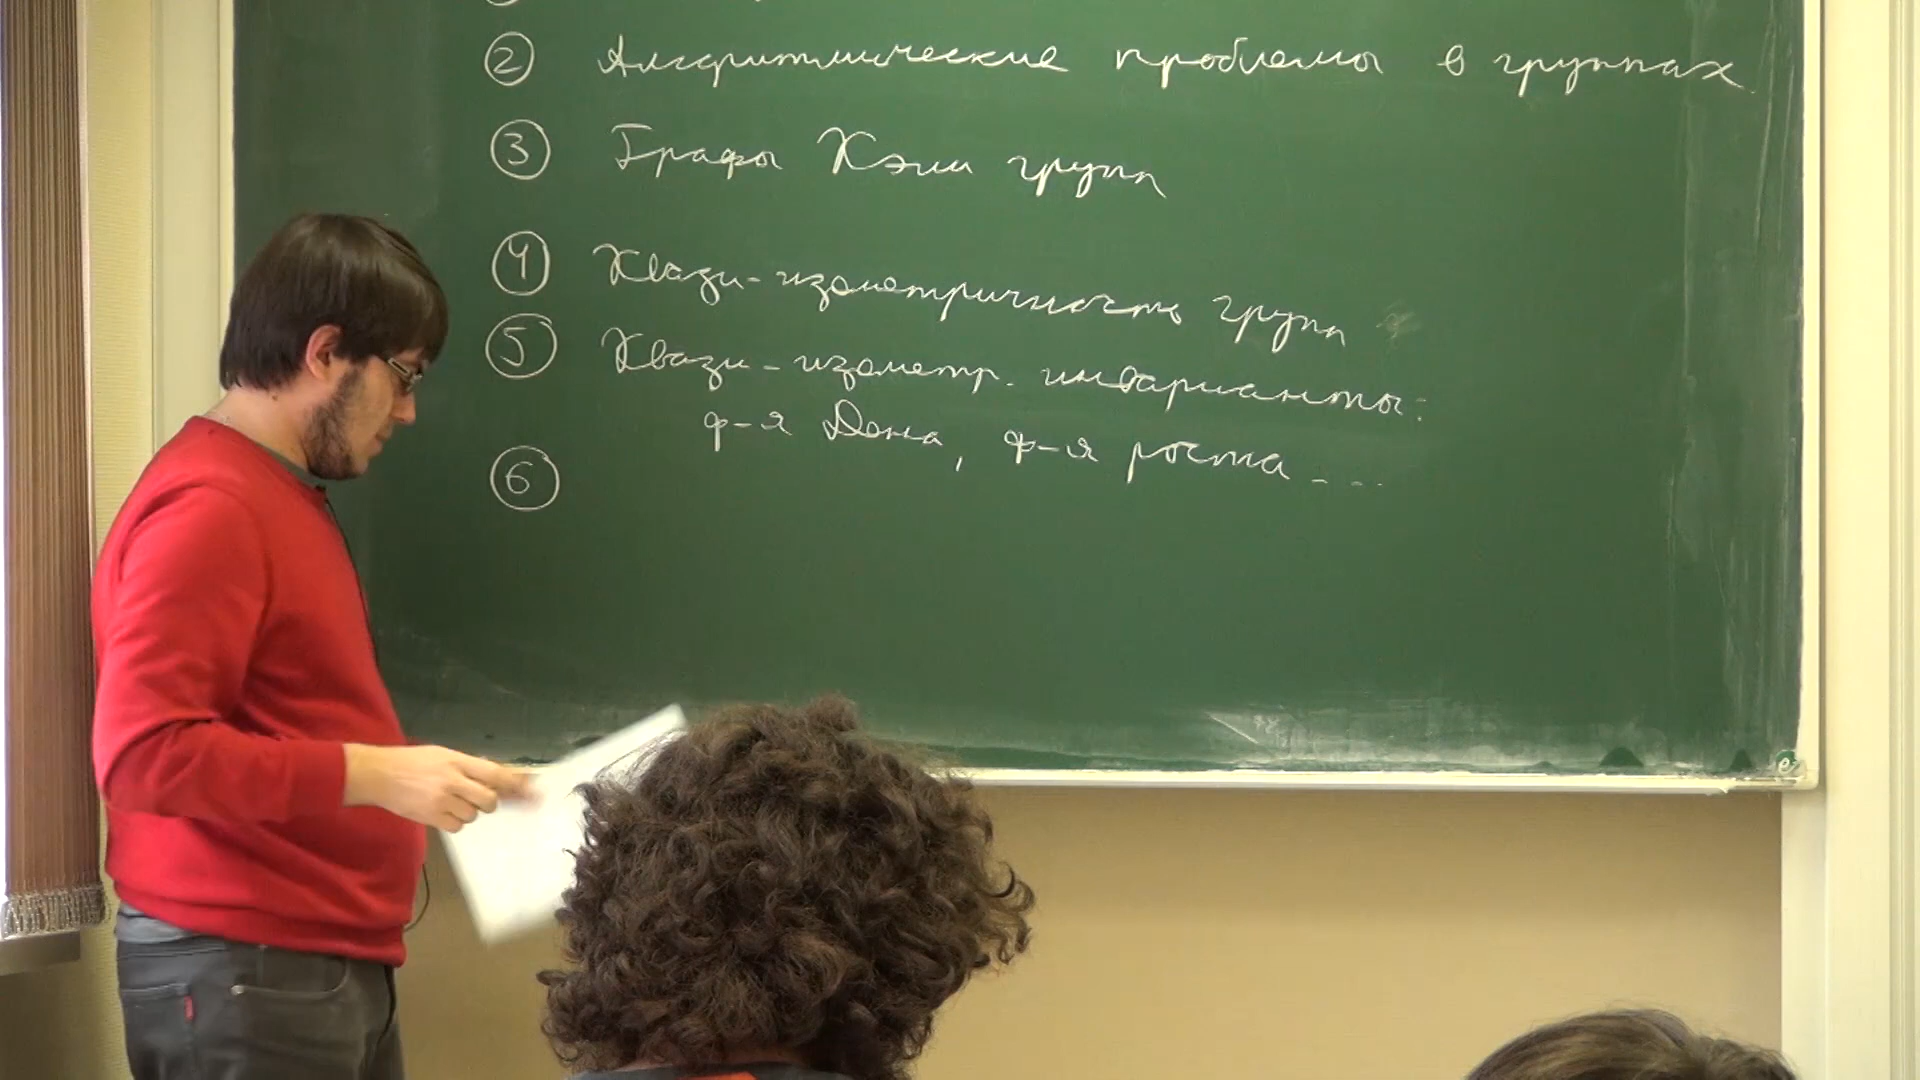 ② Алгоритмические проблемы в группах
③ Графы Кэли групп
④ Квази-изометричность групп
⑤ Квази-изометр. инварианты:
ф-я Дена, ф-я роста ...
⑥